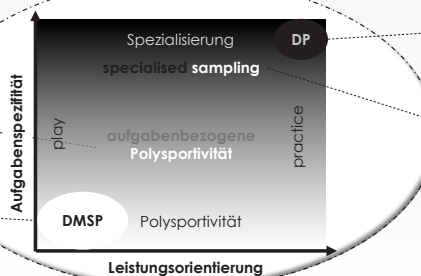 Spezialisierung
DP
specialised sampling
Aufgabenspezifität
play
aufgabenbezogene
Polysportivität
practice
DMSP
Polysportivität
Leistungsorientierung